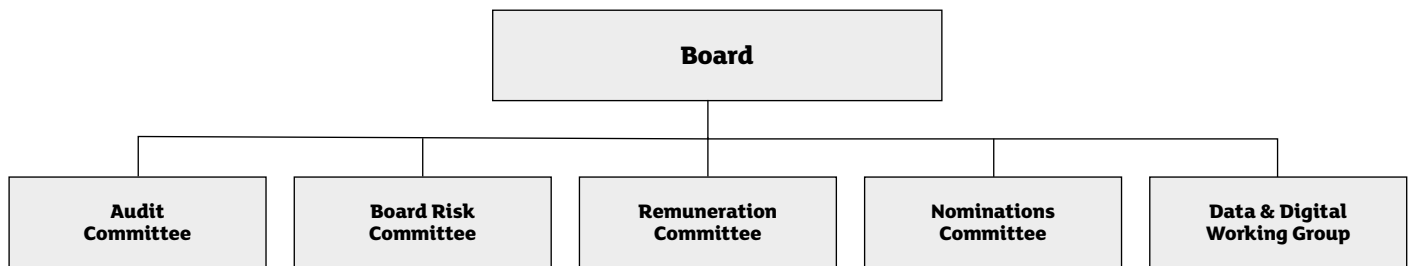 Board
Audit
Committee
Board Risk
Committee
Remuneration
Committee
Nominations
Committee
Data & Digital
Working Group